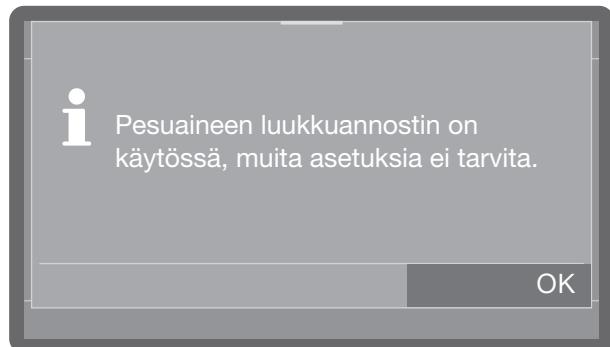 Pesuaineen luukkuannostin on
käytössä, muita asetuksia ei tarvita.
OK